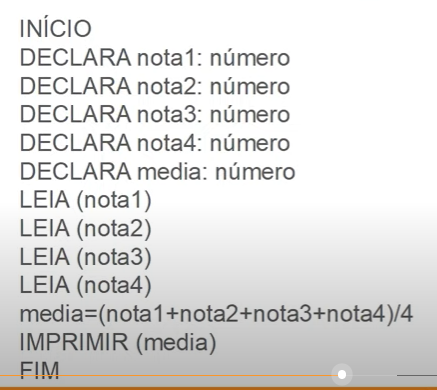 INÍCIO
DECLARA nota1: número
DECLARA nota2: número
DECLARA nota3: número
DECLARA nota4: número
DECLARA media: número
LEIA (nota1)
LEIA (nota2)
LEIA (nota3)
LEIA (nota4)
media=(nota1+nota2+nota3+nota4)/4
IMPRIMIR (media)
FIM